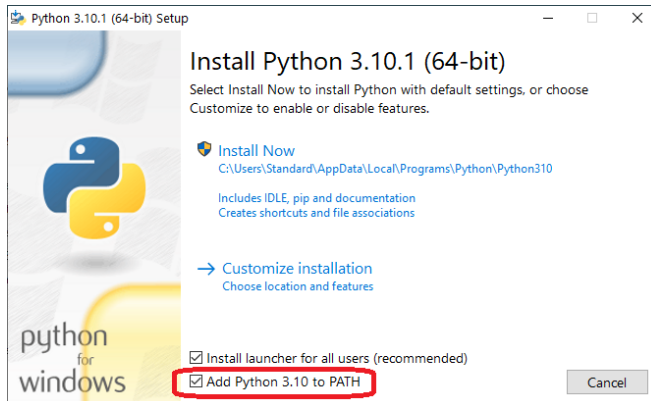 Python 3.10.1 (64-bit) Setup
Install Python 3.10.1 (64-bit)
Select Install Now to install Python with default settings, or choose
Customize to enable or disable features.
Install Now
C:\Users\Standard\AppData\Local\Programs\Python\Python310
Includes IDLE, pip and documentation
Creates shortcuts and file associations
Customize installation
Choose location and features
python
for
windows
Install launcher for all users (recommended)
Add Python 3.10 to PATH
Cancel